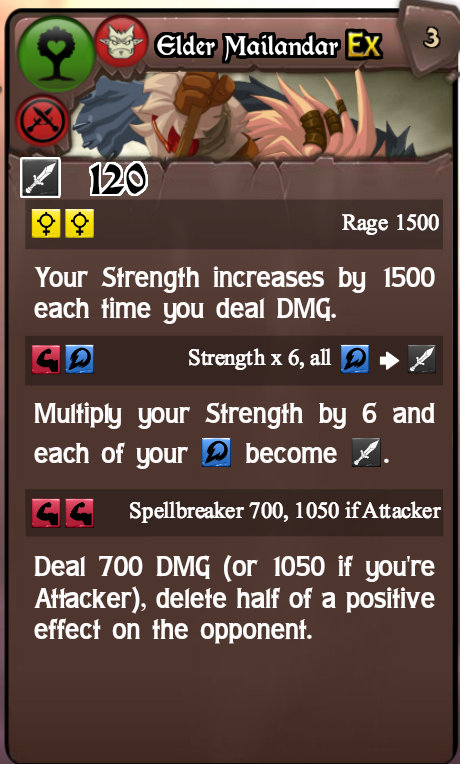 Elder Mailandar Ex
3
120
Rage 1500
Your Strength increases by 1500
each time you deal DMG.
Strength x 6, all
Multiply your Strength by 6 and
each of your become .
Spellbreaker 700, 1050 if Attacker
Deal 700 DMG (or 1050 if you're
Attacker), delete half of a positive
effect on the opponent.